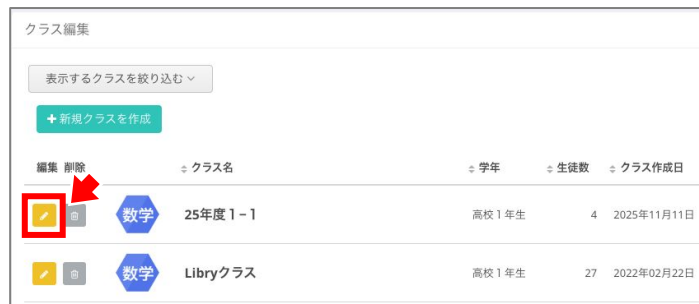 クラス編集
表示するクラスを絞り込む
+新規クラスを作成
編集 削除 クラス名 学年 生徒数 クラス作成日
数学 25年度１−１ 高校１年生 4 2025年11月11日
数学 Libryクラス 高校１年生 27 2022年02月22日